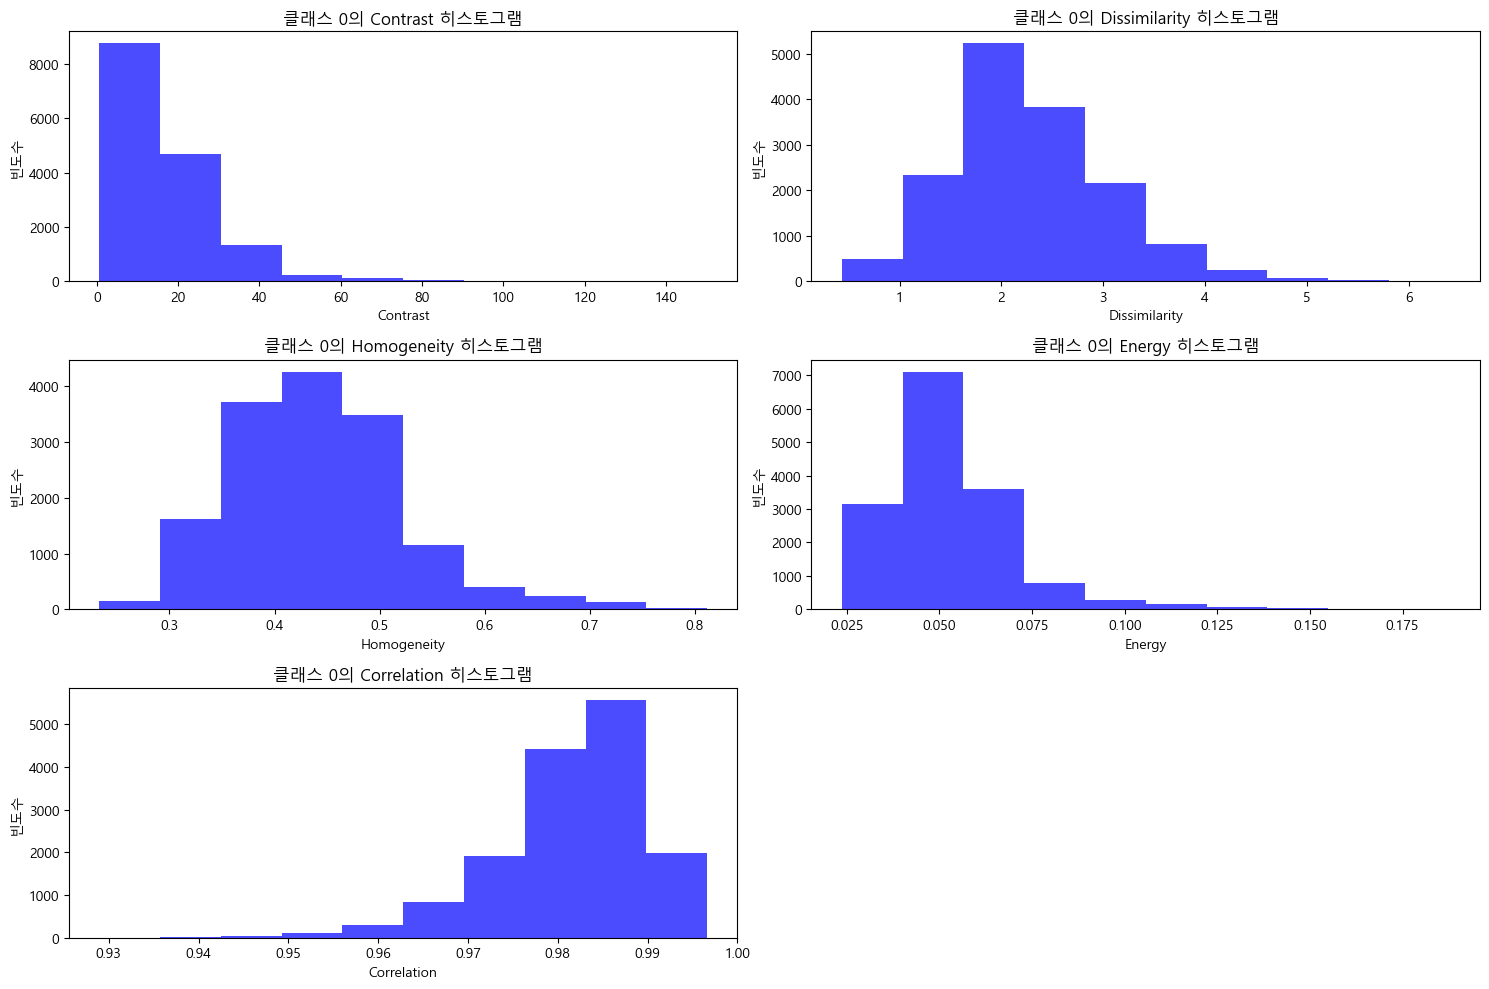 클래스 0의 Contrast 히스토그램
빈도수
8000
6000
4000
2000
0
0 20 40 60 80 100 120 140
Contrast
클래스 0의 Dissimilarity 히스토그램
빈도수
5000
4000
3000
2000
1000
0
1 2 3 4 5 6
Dissimilarity
클래스 0의 Homogeneity 히스토그램
빈도수
4000
3000
2000
1000
0
0.3 0.4 0.5 0.6 0.7 0.8
Homogeneity
클래스 0의 Energy 히스토그램
빈도수
7000
6000
5000
4000
3000
2000
1000
0
0.025 0.050 0.075 0.100 0.125 0.150 0.175
Energy
클래스 0의 Correlation 히스토그램
빈도수
5000
4000
3000
2000
1000
0
0.93 0.94 0.95 0.96 0.97 0.98 0.99 1.00
Correlation